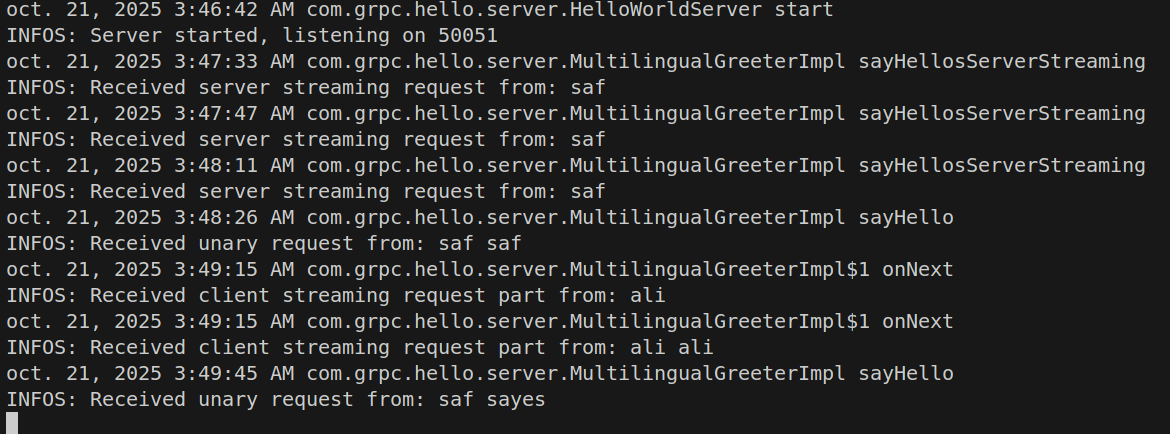 oct. 21, 2025 3:46:42 AM com.grpc.hello.server.HelloWorldServer start
INFOS: Server started, listening on 50051
oct. 21, 2025 3:47:33 AM com.grpc.hello.server.MultilingualGreeterImpl sayHellosServerStreaming
INFOS: Received server streaming request from: saf
oct. 21, 2025 3:47:47 AM com.grpc.hello.server.MultilingualGreeterImpl sayHellosServerStreaming
INFOS: Received server streaming request from: saf
oct. 21, 2025 3:48:11 AM com.grpc.hello.server.MultilingualGreeterImpl sayHellosServerStreaming
INFOS: Received server streaming request from: saf
oct. 21, 2025 3:48:26 AM com.grpc.hello.server.MultilingualGreeterImpl sayHello
INFOS: Received unary request from: saf saf
oct. 21, 2025 3:49:15 AM com.grpc.hello.server.MultilingualGreeterImpl$1 onNext
INFOS: Received client streaming request part from: ali
oct. 21, 2025 3:49:15 AM com.grpc.hello.server.MultilingualGreeterImpl$1 onNext
INFOS: Received client streaming request part from: ali ali
oct. 21, 2025 3:49:45 AM com.grpc.hello.server.MultilingualGreeterImpl sayHello
INFOS: Received unary request from: saf sayes